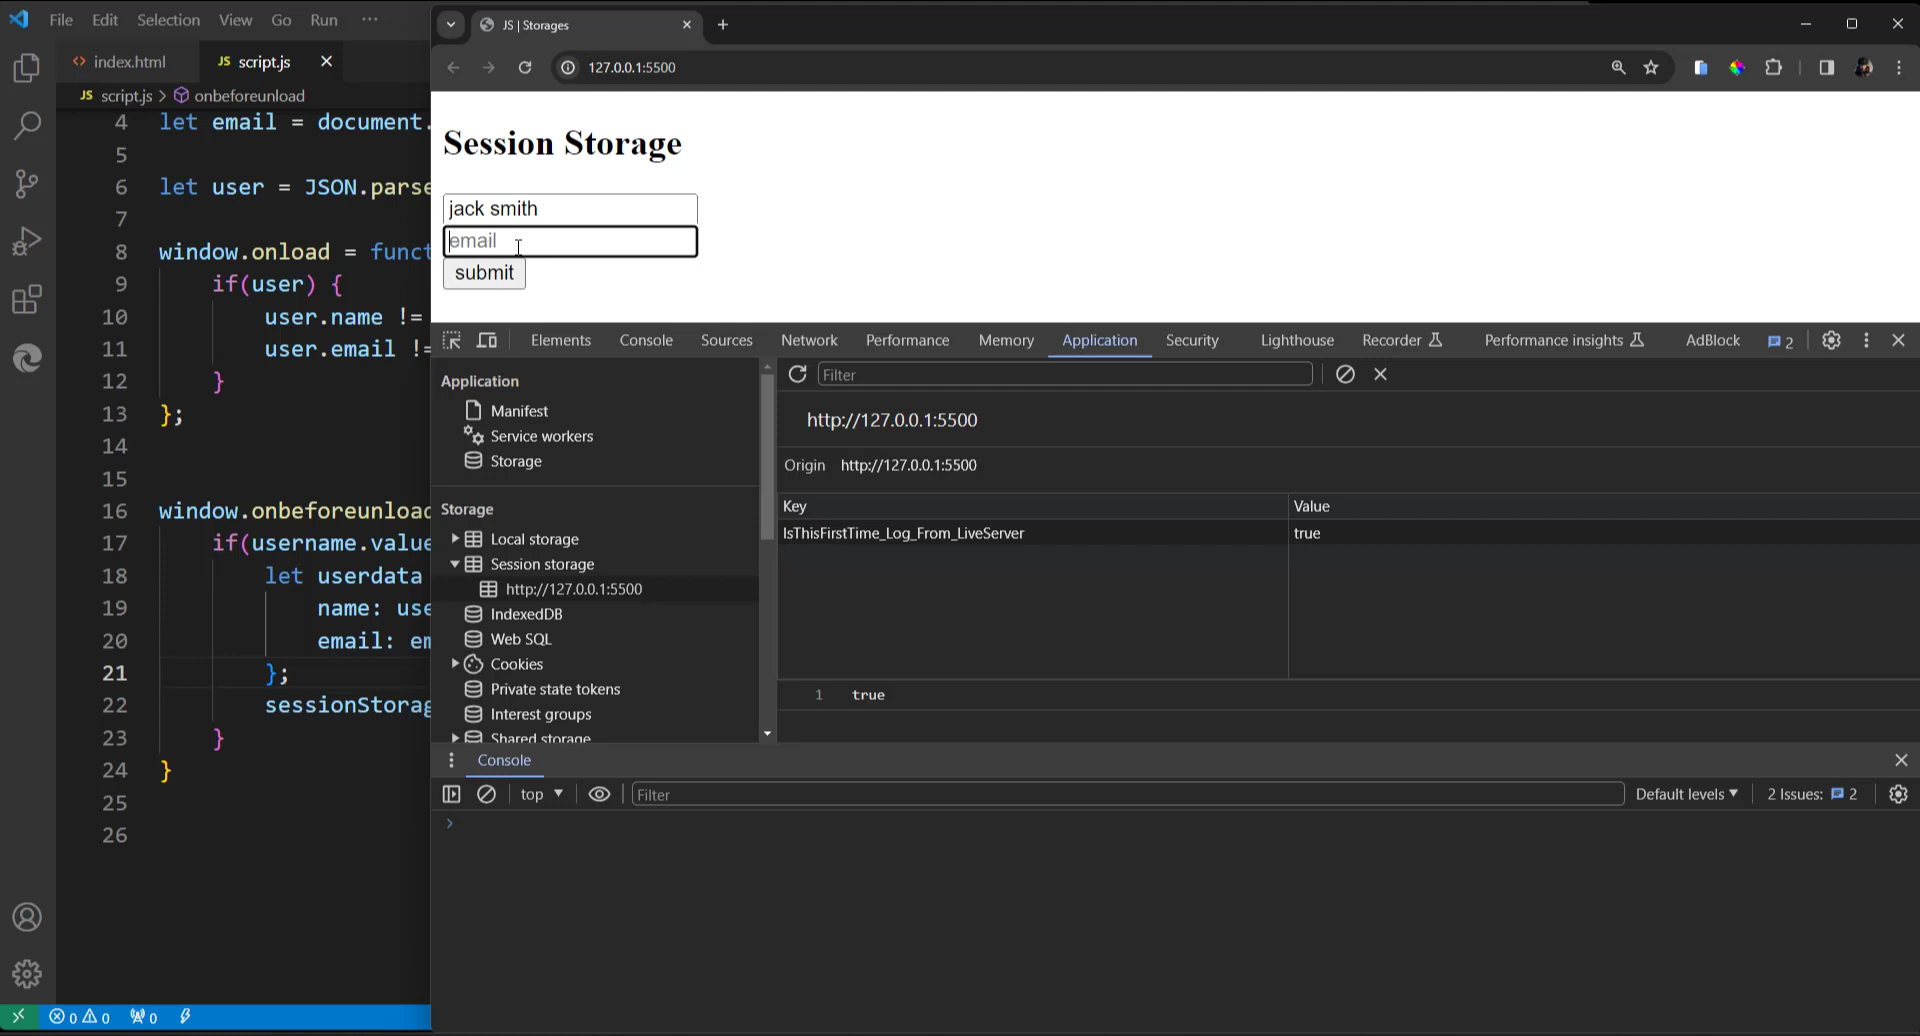 File Edit Selection View Go Run ···
index.html
JS script.js
JS script.js > onbeforeunload
4 let email = document.
5
6 let user = JSON.parse
7
8 window.onload = funct
9 if(user) {
10 user.name !=
11 user.email !=
12 }
13 };
14
15
16 window.onbeforeunload
17 if(username.value
18 let userdata
19 name: use
20 email: em
21 };
22 sessionStorag
23 }
24 }
25
26
0 0 0
JS | Storages
127.0.0.1:5500
Session Storage
jack smith
email
submit
Elements Console Sources Network Performance Memory Application Security Lighthouse Recorder Performance insights AdBlock 2
Application
Manifest
Service workers
Storage
Storage
Local storage
Session storage
http://127.0.0.1:5500
IndexedDB
Web SQL
Cookies
Private state tokens
Interest groups
Shared storage
Filter
http://127.0.0.1:5500
Origin http://127.0.0.1:5500
Key Value
IsThisFirstTime_Log_From_LiveServer true
1 true
Console
top Filter Default levels 2 Issues: 2